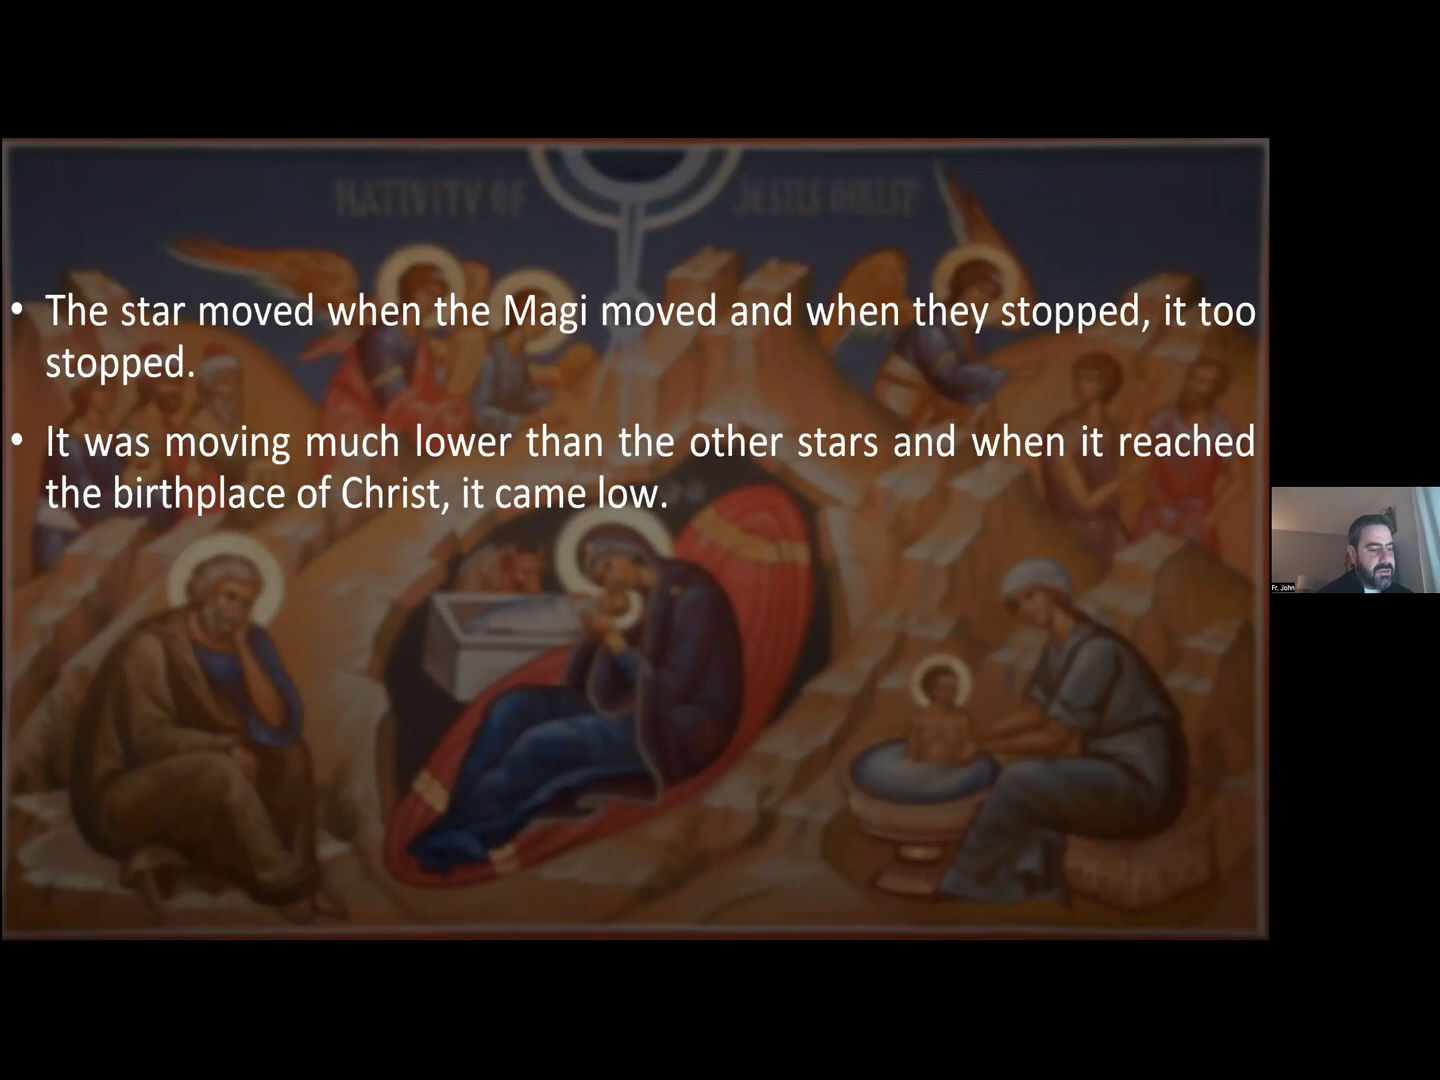 NATIVITY OF JESUS CHRIST
• The star moved when the Magi moved and when they stopped, it too
stopped.
• It was moving much lower than the other stars and when it reached
the birthplace of Christ, it came low.
Fr. John